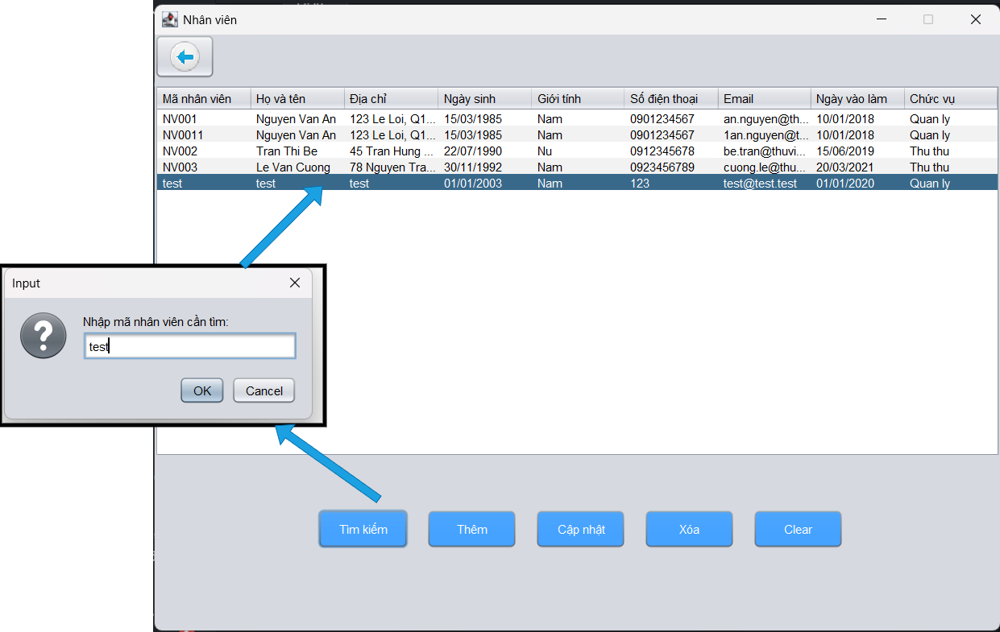 Nhân viên
Mã nhân viên Họ và tên Địa chỉ Ngày sinh Giới tính Số điện thoại Email Ngày vào làm Chức vụ
NV001 Nguyen Van An 123 Le Loi, Q1... 15/03/1985 Nam 0901234567 an.nguyen@th... 10/01/2018 Quan ly
NV0011 Nguyen Van An 123 Le Loi, Q1... 15/03/1985 Nam 0901234567 1an.nguyen@t... 10/01/2018 Quan ly
NV002 Tran Thi Be 45 Tran Hung ... 22/07/1990 Nu 0912345678 be.tran@thuvi... 15/06/2019 Thu thu
NV003 Le Van Cuong 78 Nguyen Tra... 30/11/1992 Nam 0923456789 cuong.le@thu... 20/03/2021 Thu thu
test test test 01/01/2003 Nam 123 test@test.test 01/01/2020 Quan ly
Input
Nhập mã nhân viên cần tìm:
test
OK Cancel
Tìm kiếm Thêm Cập nhật Xóa Clear